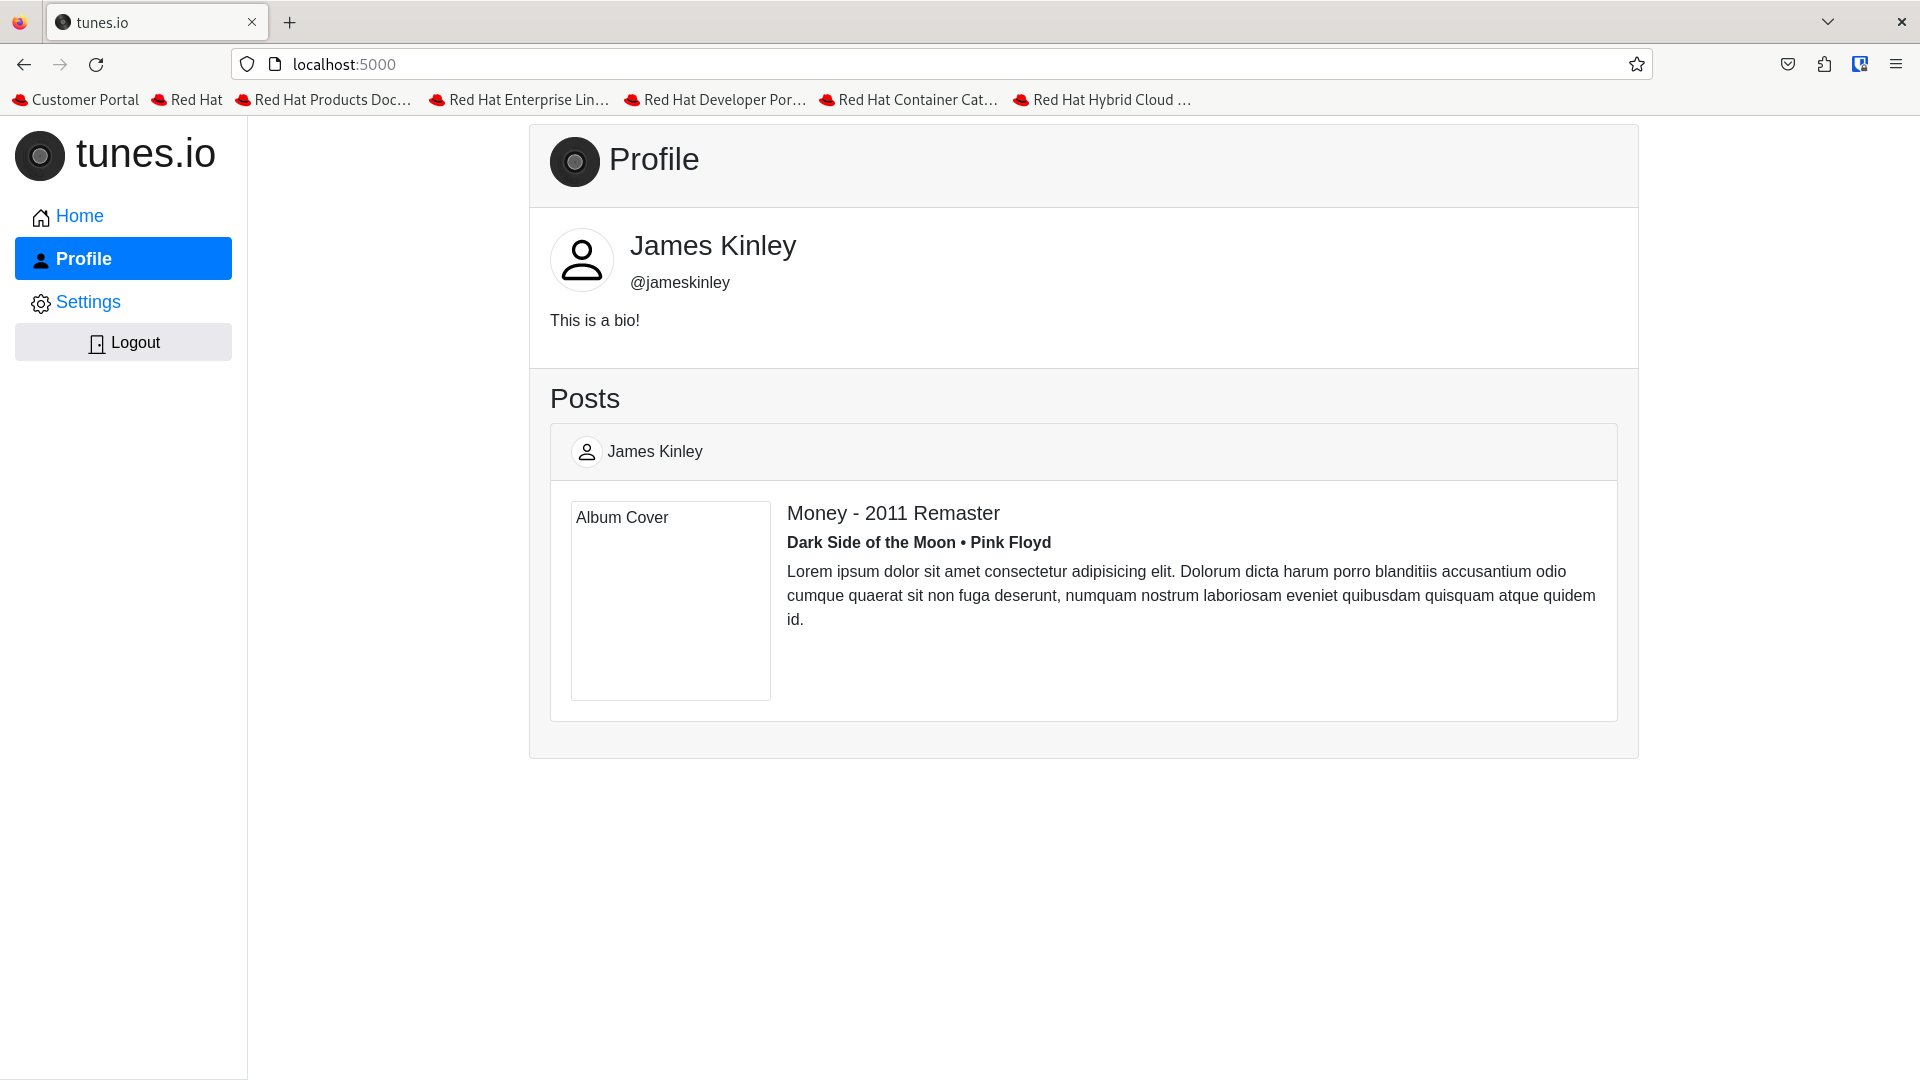 tunes.io
localhost:5000
Customer Portal Red Hat Red Hat Products Doc… Red Hat Enterprise Lin… Red Hat Developer Por… Red Hat Container Cat… Red Hat Hybrid Cloud …
tunes.io
Home
Profile
Settings
Logout
Profile
James Kinley
@jameskinley
This is a bio!
Posts
James Kinley
Album Cover
Money - 2011 Remaster
Dark Side of the Moon • Pink Floyd
Lorem ipsum dolor sit amet consectetur adipisicing elit. Dolorum dicta harum porro blanditiis accusantium odio
cumque quaerat sit non fuga deserunt, numquam nostrum laboriosam eveniet quibusdam quisquam atque quidem
id.